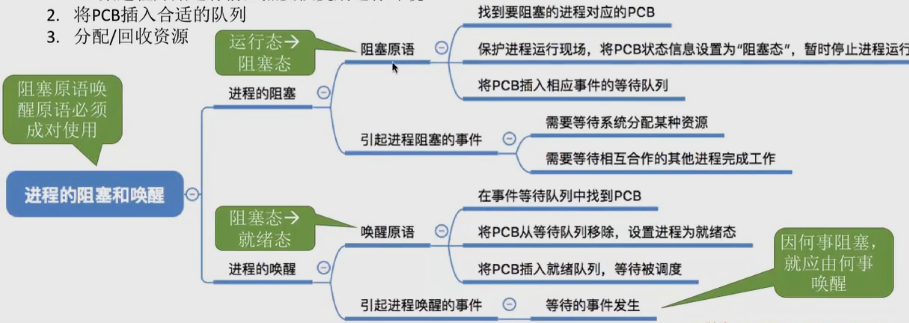 2. 将PCB插入合适的队列
3. 分配/回收资源
运行态→
阻塞态
阻塞原语
找到要阻塞的进程对应的PCB
保护进程运行现场，将PCB状态信息设置为“阻塞态”，暂时停止进程运行
将PCB插入相应事件的等待队列
进程的阻塞
引起进程阻塞的事件
需要等待系统分配某种资源
需要等待相互合作的其他进程完成工作
阻塞原语唤
醒原语必须
成对使用
进程的阻塞和唤醒
阻塞态→
就绪态
唤醒原语
在事件等待队列中找到PCB
将PCB从等待队列移除，设置进程为就绪态
将PCB插入就绪队列，等待被调度
进程的唤醒
引起进程唤醒的事件
等待的事件发生
因何事阻塞，
就应由何事
唤醒